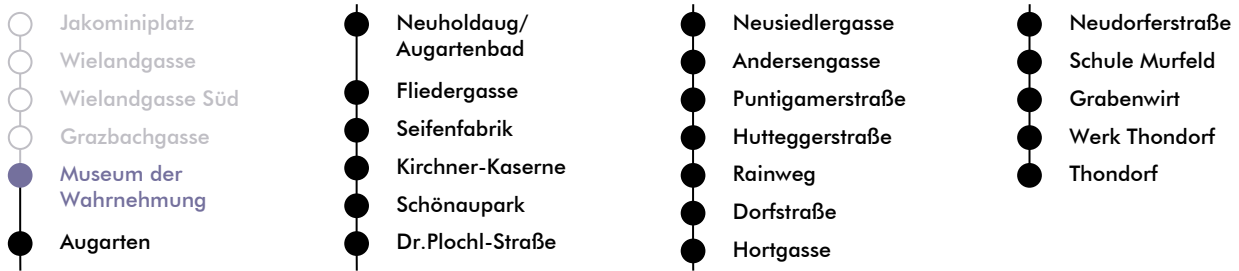 Jakominiplatz
Wielandgasse
Wielandgasse Süd
Grazbachgasse
Museum der
Wahrnehmung
Augarten
Neuholdaug/
Augartenbad
Fliedergasse
Seifenfabrik
Kirchner-Kaserne
Schönaupark
Dr.Plochl-Straße
Neusiedlergasse
Andersengasse
Puntigamerstraße
Hutteggerstraße
Rainweg
Dorfstraße
Hortgasse
Neudorferstraße
Schule Murfeld
Grabenwirt
Werk Thondorf
Thondorf